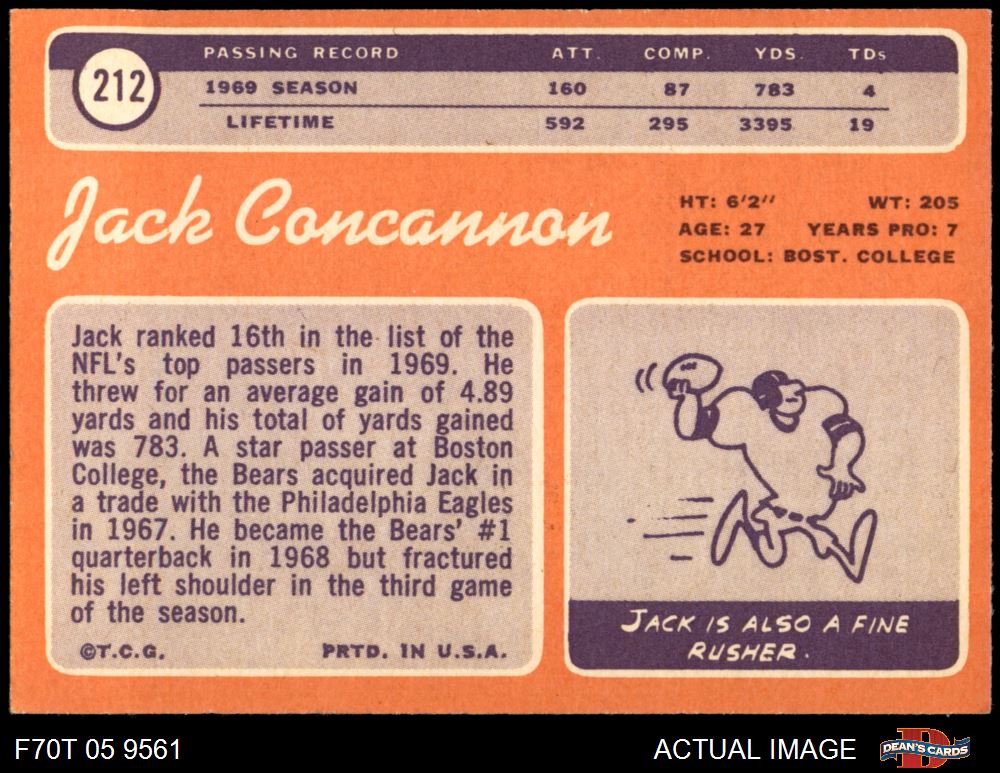 212
PASSING RECORD ATT. COMP. YDS. TDs
1969 SEASON 160 87 783 4
LIFETIME 592 295 3395 19
Jack Concannon
HT: 6'2" WT: 205
AGE: 27 YEARS PRO: 7
SCHOOL: BOST. COLLEGE
Jack ranked 16th in the list of the
NFL's top passers in 1969. He
threw for an average gain of 4.89
yards and his total of yards gained
was 783. A star passer at Boston
College, the Bears acquired Jack in
a trade with the Philadelphia Eagles
in 1967. He became the Bears' #1
quarterback in 1968 but fractured
his left shoulder in the third game
of the season.
©T.C.G. PRTD. IN U.S.A.
JACK IS ALSO A FINE
RUSHER.
F70T 05 9561 ACTUAL IMAGE DEAN'S CARDS